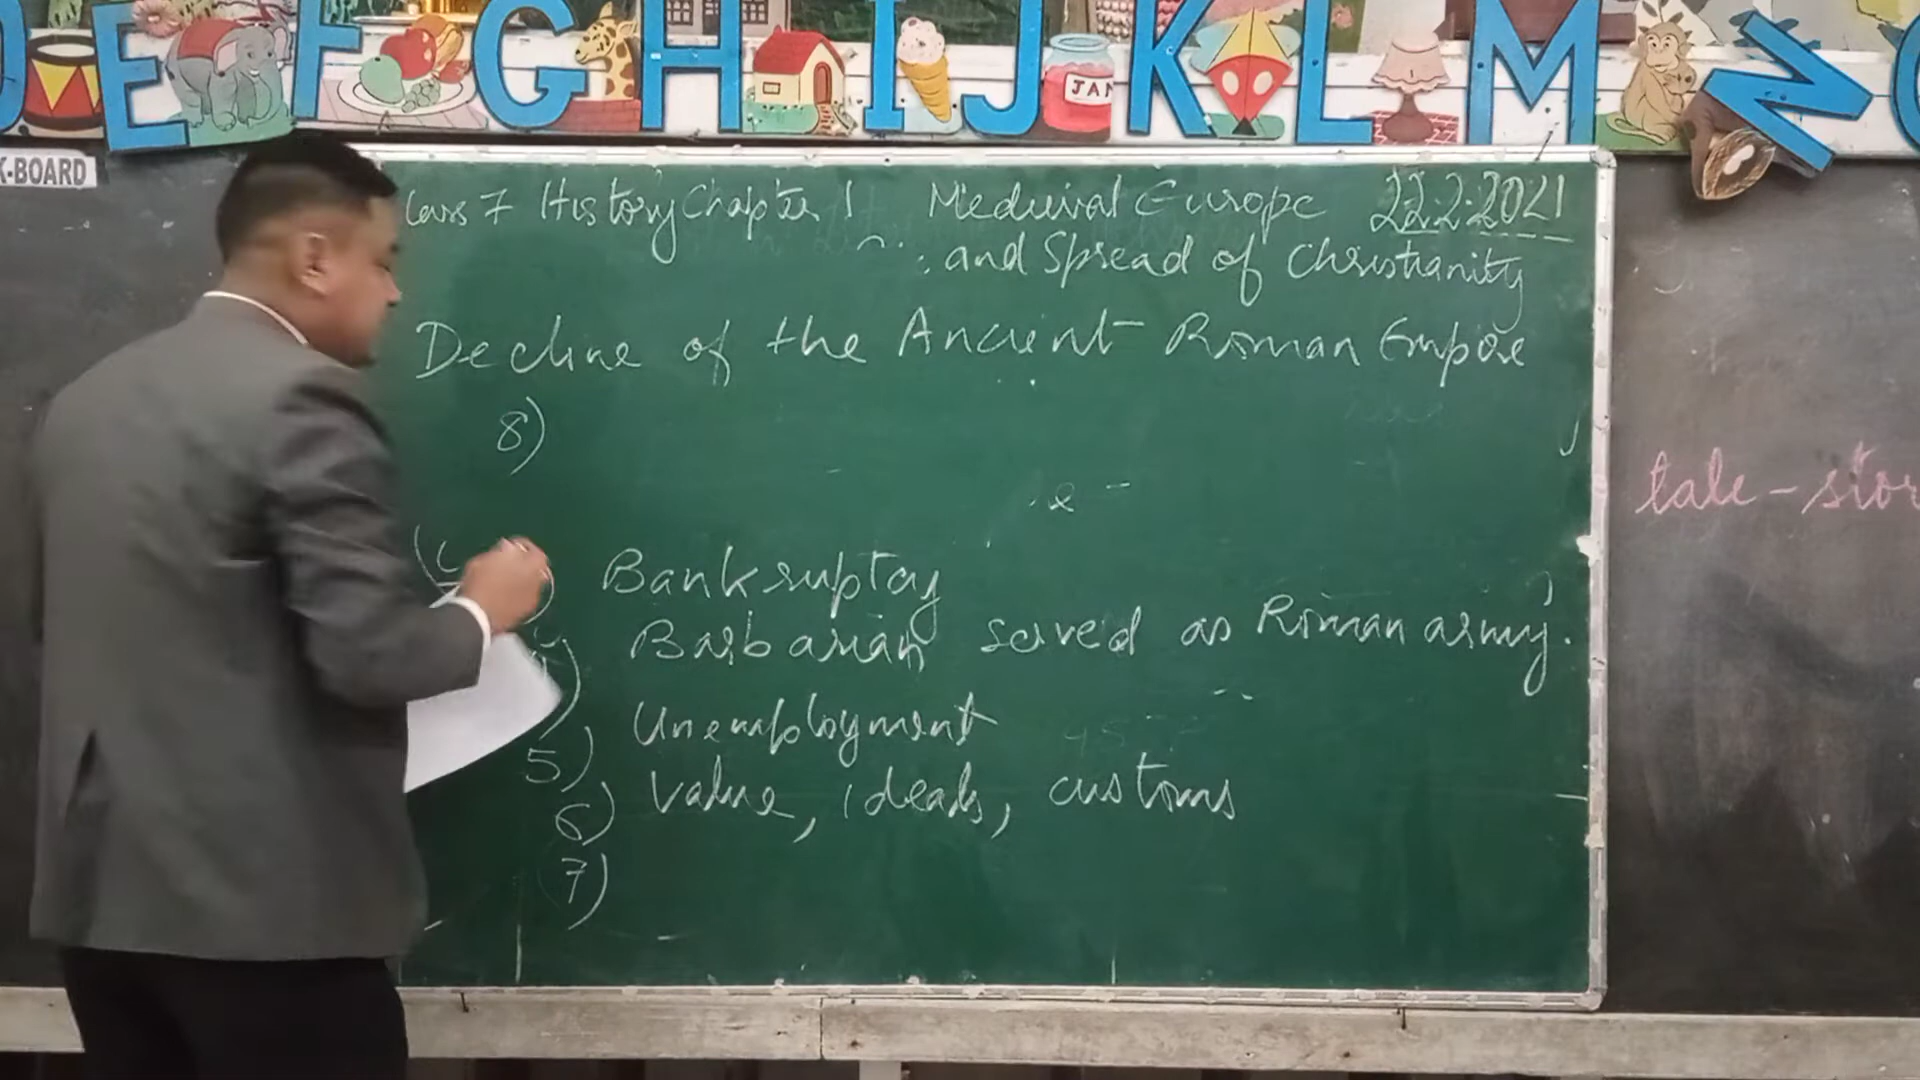 D E F G H I J K L M N
JAM
K-BOARD
Class 7 History Chapter 1 Medieval Europe 22.2.2021
and Spread of Christianity
Decline of the Ancient Roman Empire
8)
tale - stor
Bankruptcy
Barbarian served as Roman army.
Unemployment
5)
Value, ideals, customs
6)
7)